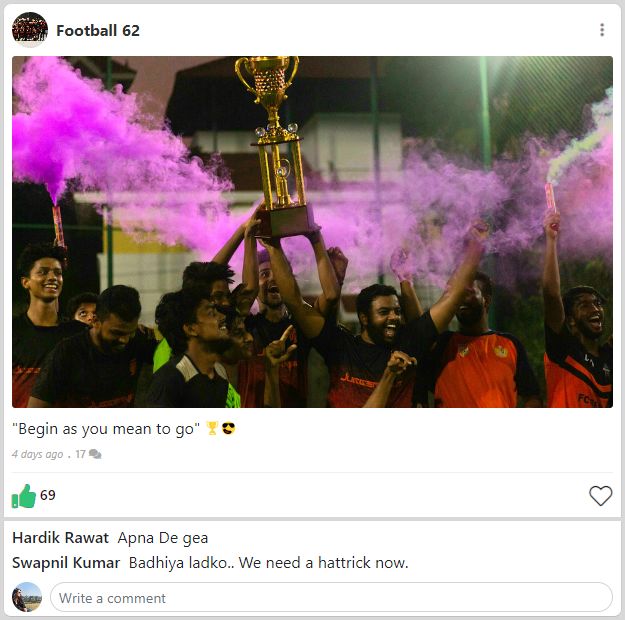 Football 62
"Begin as you mean to go" 🏆😎
4 days ago . 17
69
Hardik Rawat Apna De gea
Swapnil Kumar Badhiya ladko.. We need a hattrick now.
Write a comment